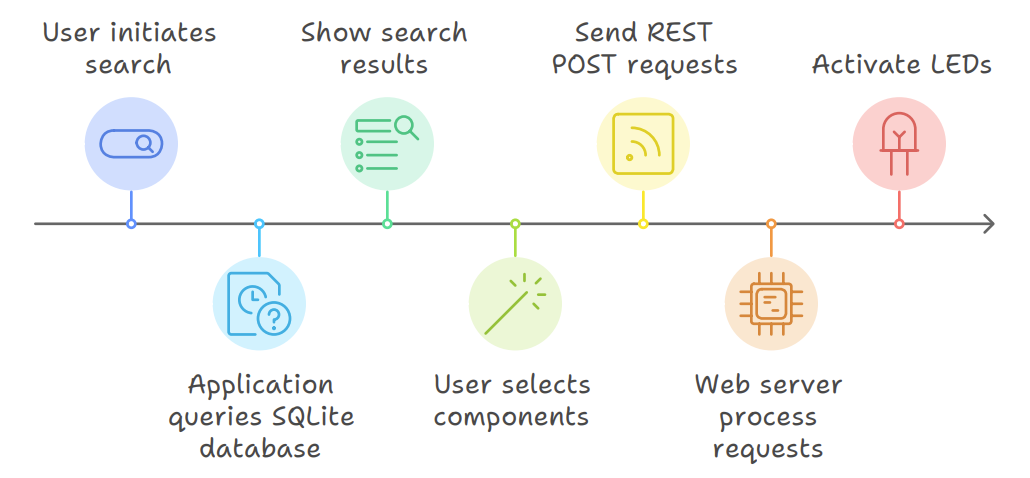 User initiates
search
Show search
results
Send REST
POST requests
Activate LEDs
Application
queries SQLite
database
User selects
components
Web server
process
requests